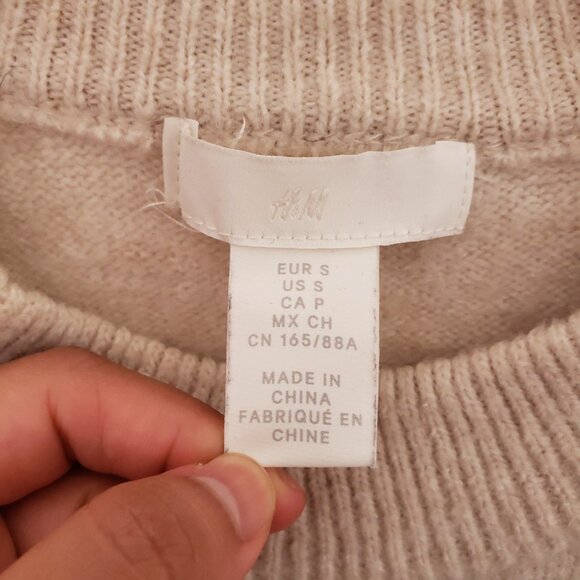 H&M
EUR S
US S
CA P
MX CH
CN 165/88A
MADE IN
CHINA
FABRIQUÉ EN
CHINE